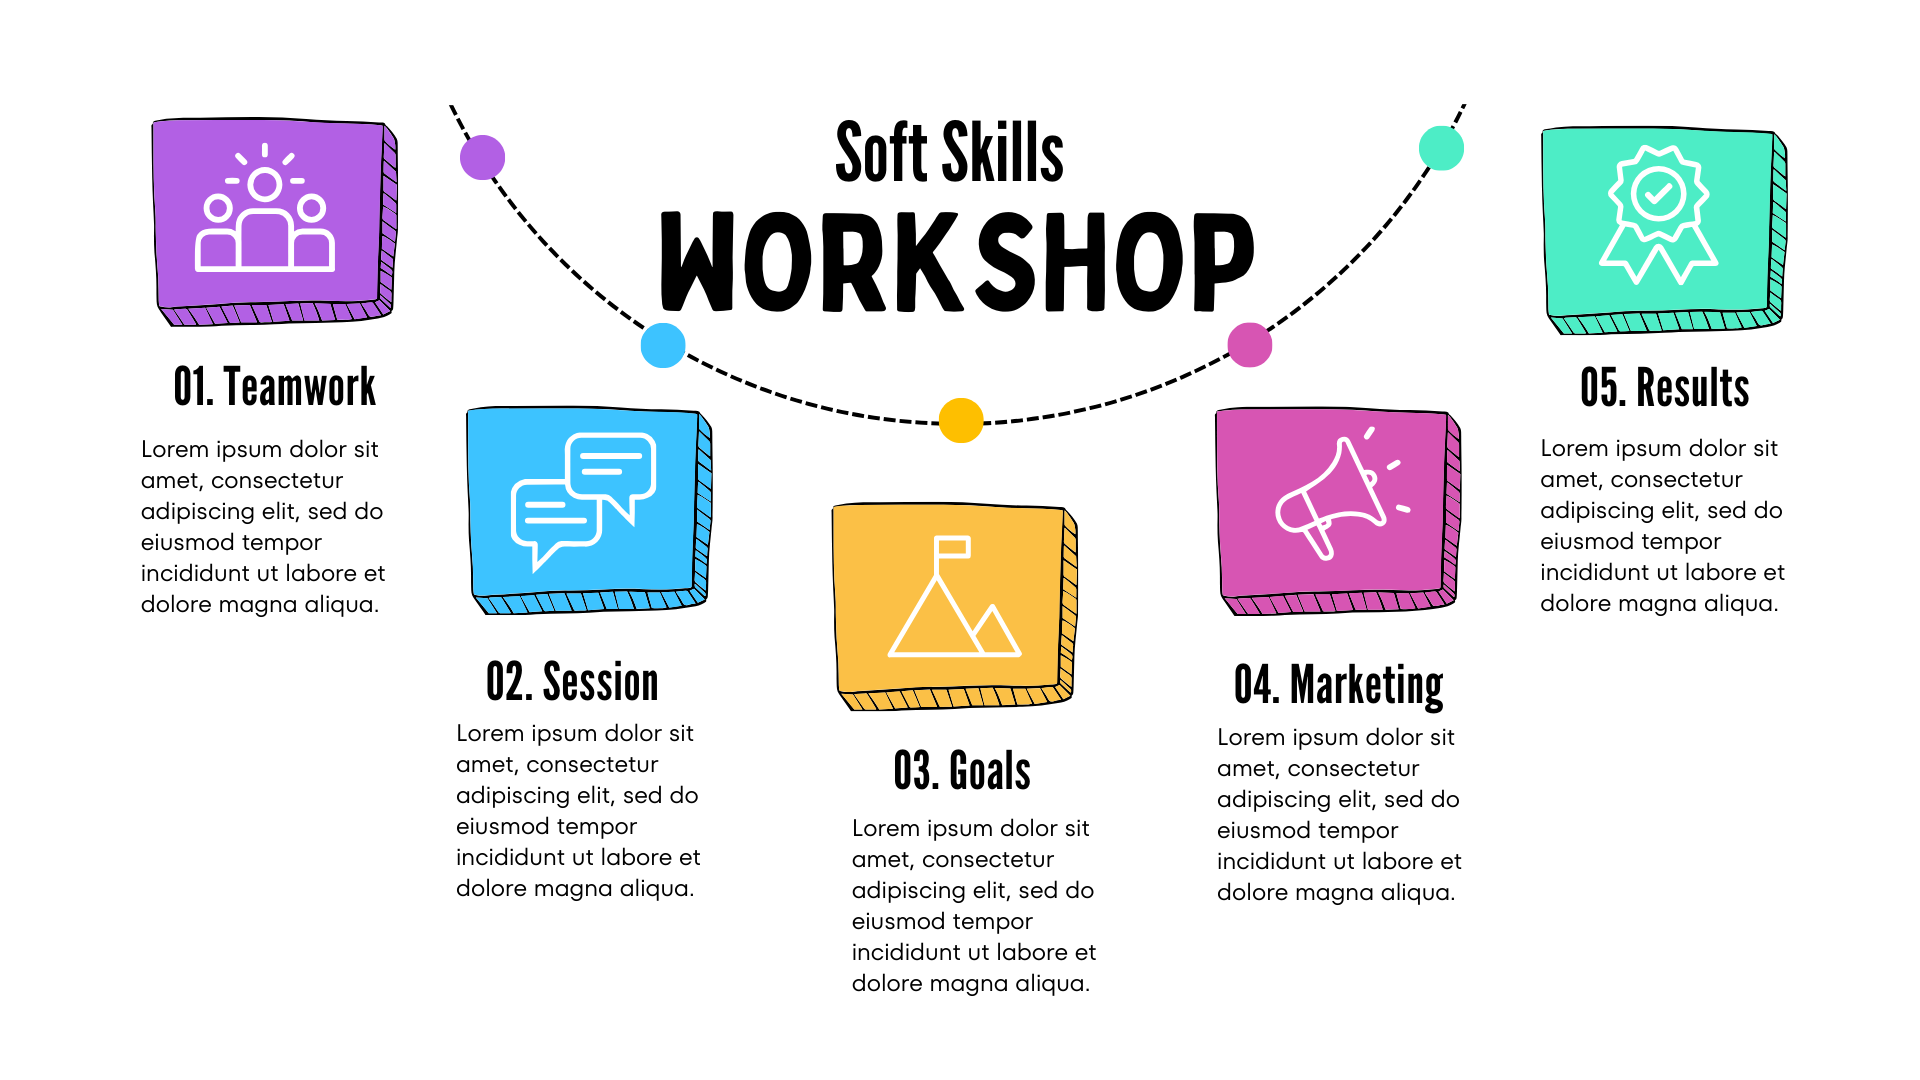 Soft Skills
WORKSHOP
01. Teamwork
Lorem ipsum dolor sit
amet, consectetur
adipiscing elit, sed do
eiusmod tempor
incididunt ut labore et
dolore magna aliqua.
02. Session
Lorem ipsum dolor sit
amet, consectetur
adipiscing elit, sed do
eiusmod tempor
incididunt ut labore et
dolore magna aliqua.
03. Goals
Lorem ipsum dolor sit
amet, consectetur
adipiscing elit, sed do
eiusmod tempor
incididunt ut labore et
dolore magna aliqua.
04. Marketing
Lorem ipsum dolor sit
amet, consectetur
adipiscing elit, sed do
eiusmod tempor
incididunt ut labore et
dolore magna aliqua.
05. Results
Lorem ipsum dolor sit
amet, consectetur
adipiscing elit, sed do
eiusmod tempor
incididunt ut labore et
dolore magna aliqua.